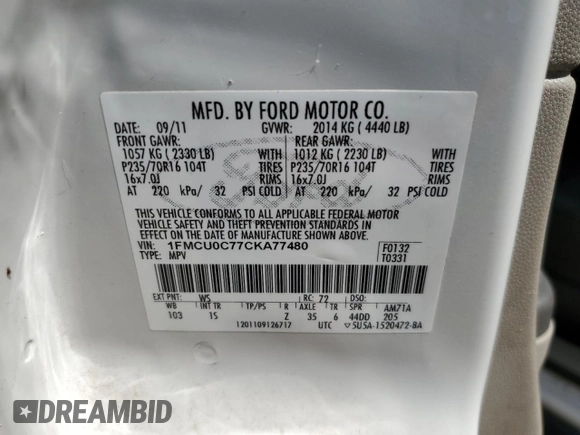 MFD. BY FORD MOTOR CO.
DATE: 09/11 GVWR: 2014 KG ( 4440 LB)
FRONT GAWR: REAR GAWR:
1057 KG ( 2330 LB) WITH 1012 KG ( 2230 LB) WITH
P235/70R16 104T TIRES P235/70R16 104T TIRES
16x7.0J RIMS 16x7.0J RIMS
AT 220 kPa/ 32 PSI COLD AT 220 kPa/ 32 PSI COLD
THIS VEHICLE CONFORMS TO ALL APPLICABLE FEDERAL MOTOR
VEHICLE SAFETY AND THEFT PREVENTION STANDARDS IN EFFECT
ON THE DATE OF MANUFACTURE SHOWN ABOVE.
VIN: 1FMCU0C77CKA77480 F0132
TYPE: MPV T0331
EXT PNT: WS RC: 72 DSO:
WB INT TR TP/PS R AXLE TR SPR AM71A
103 IS Z 35 6 44DD 205
1201109126717 UTC 5U5A-1520472-BA
DREAMBID